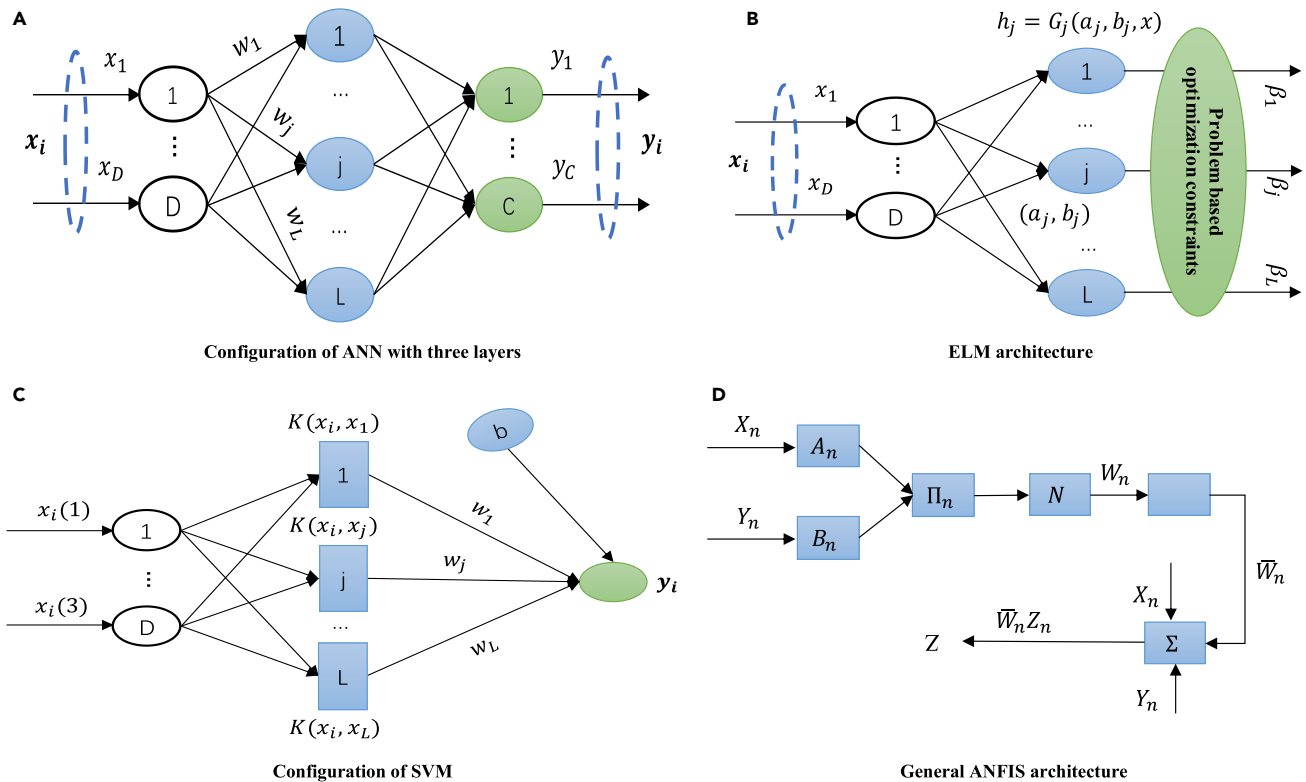 A
x_1
x_D
x_i
w_1
w_j
w_L
1
...
j
...
L
1
⋮
D
1
⋮
C
y_1
y_C
y_i
Configuration of ANN with three layers
B
h_j = G_j(a_j, b_j, x)
x_1
x_D
x_i
1
⋮
D
1
...
j
(a_j, b_j)
...
L
Problem based
optimization constraints
β_1
β_j
β_L
ELM architecture
C
K(x_i, x_1)
1
K(x_i, x_j)
j
...
L
K(x_i, x_L)
x_i(1)
x_i(3)
1
⋮
D
b
w_1
w_j
w_L
y_i
Configuration of SVM
D
X_n
A_n
Y_n
B_n
Π_n
N
W_n
W̅_n
X_n
Σ
Y_n
W̅_nZ_n
Z
General ANFIS architecture